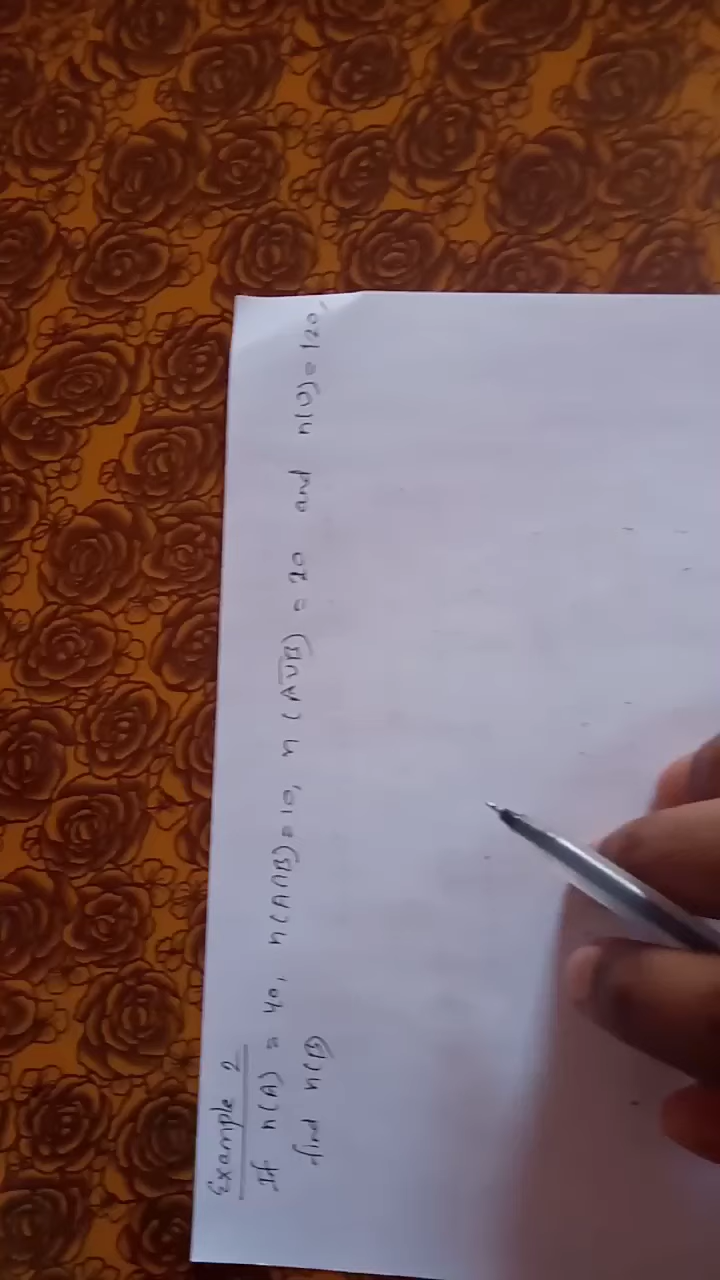 Example 2
If n(A) = 40, n(A∩B)=10, n(A̅U̅B̅) = 20 and n(U)=120,
find n(B)